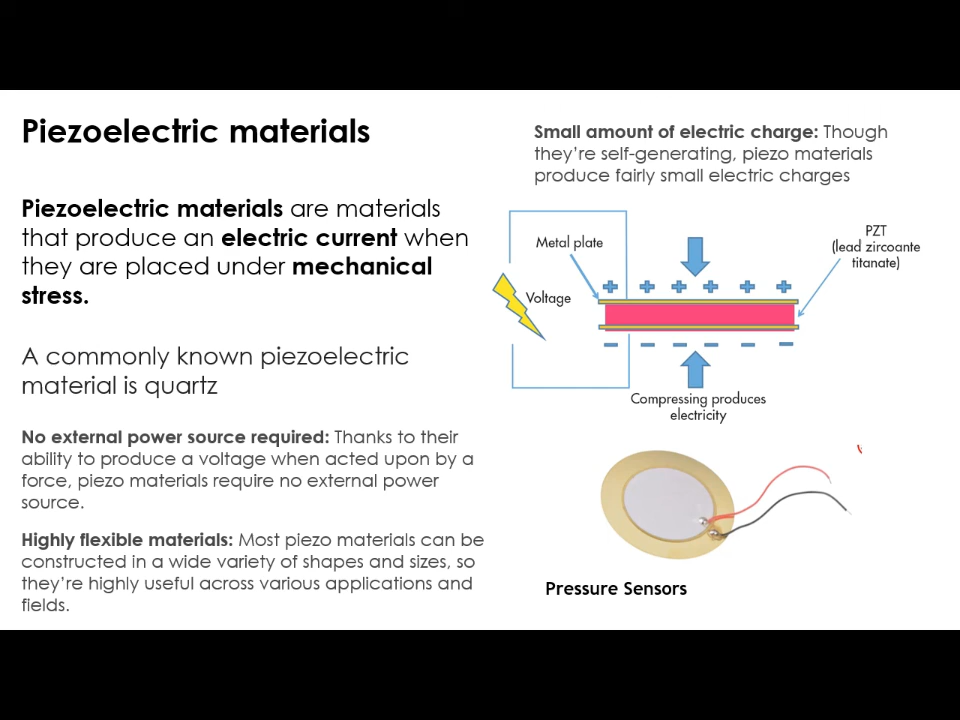 Piezoelectric materials
Piezoelectric materials are materials
that produce an electric current when
they are placed under mechanical
stress.
A commonly known piezoelectric
material is quartz
No external power source required: Thanks to their
ability to produce a voltage when acted upon by a
force, piezo materials require no external power
source.
Highly flexible materials: Most piezo materials can be
constructed in a wide variety of shapes and sizes, so
they're highly useful across various applications and
fields.
Small amount of electric charge: Though
they're self-generating, piezo materials
produce fairly small electric charges
Metal plate
PZT
(lead zircoante
titanate)
Voltage
Compressing produces
electricity
Pressure Sensors